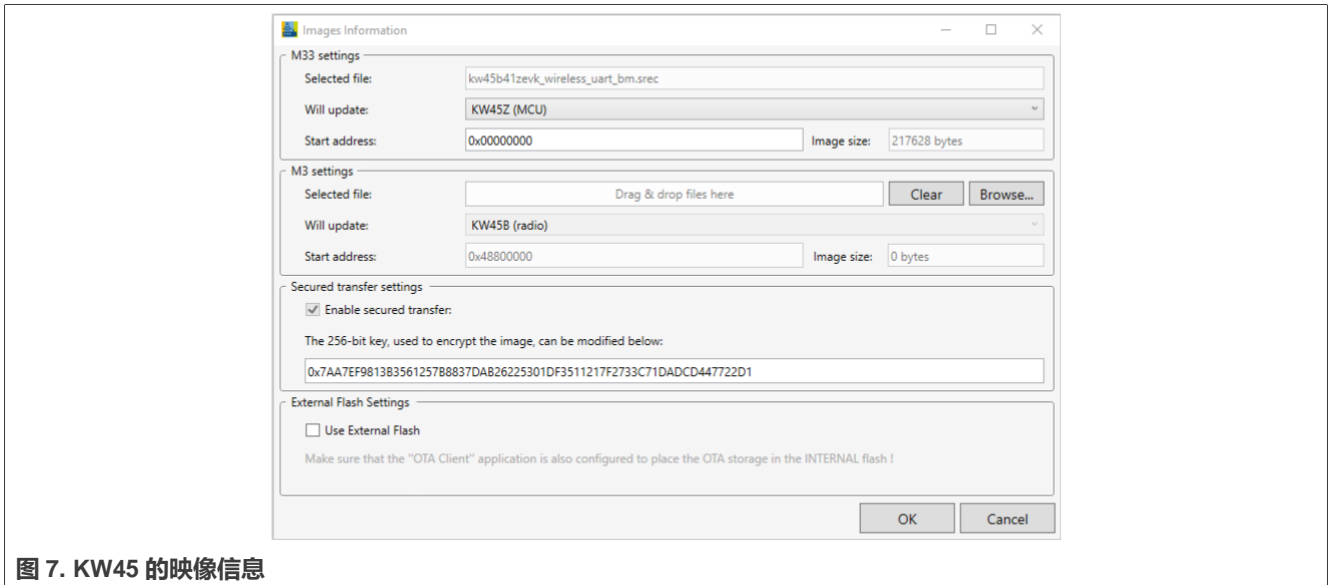 Images Information
M33 settings
Selected file: kw45b41zevk_wireless_uart_bm.srec
Will update: KW45Z (MCU)
Start address: 0x00000000 Image size: 217628 bytes
M3 settings
Selected file: Drag & drop files here Clear Browse...
Will update: KW45B (radio)
Start address: 0x48800000 Image size: 0 bytes
Secured transfer settings
Enable secured transfer:
The 256-bit key, used to encrypt the image, can be modified below:
0x7AA7EF9813B3561257B8837DAB26225301DF3511217F2733C71DADCD447722D1
External Flash Settings
Use External Flash
Make sure that the "OTA Client" application is also configured to place the OTA storage in the INTERNAL flash !
OK Cancel
图 7. KW45 的映像信息